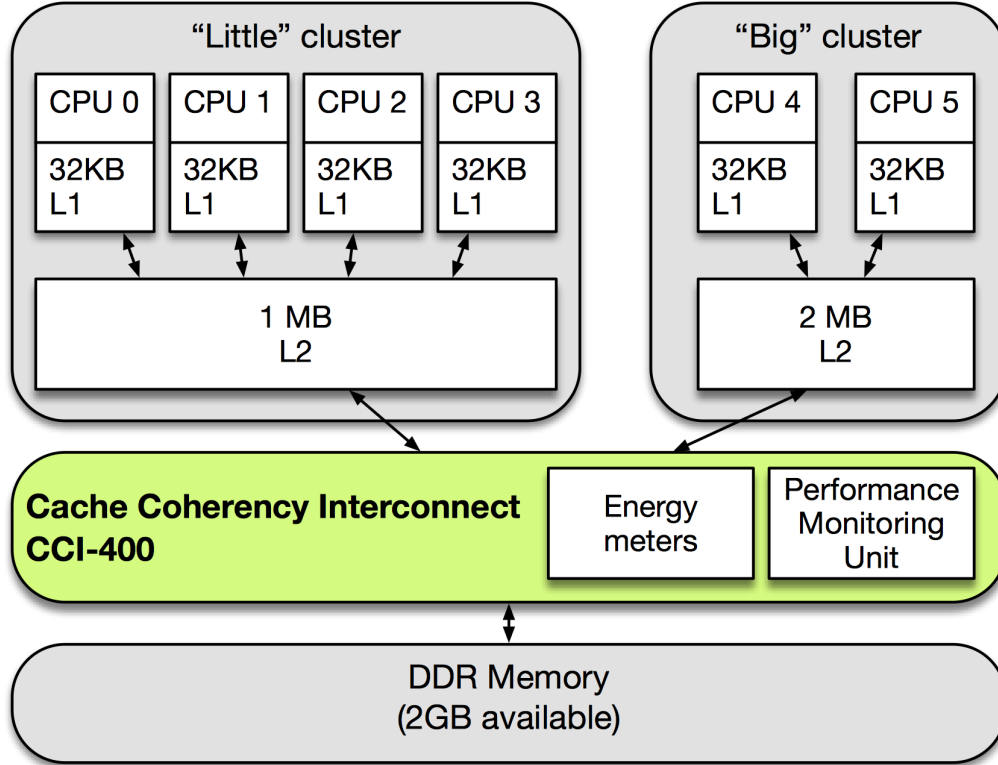 “Little” cluster
CPU 0
32KB
L1
CPU 1
32KB
L1
CPU 2
32KB
L1
CPU 3
32KB
L1
1 MB
L2
“Big” cluster
CPU 4
32KB
L1
CPU 5
32KB
L1
2 MB
L2
Cache Coherency Interconnect
CCI-400
Energy
meters
Performance
Monitoring
Unit
DDR Memory
(2GB available)